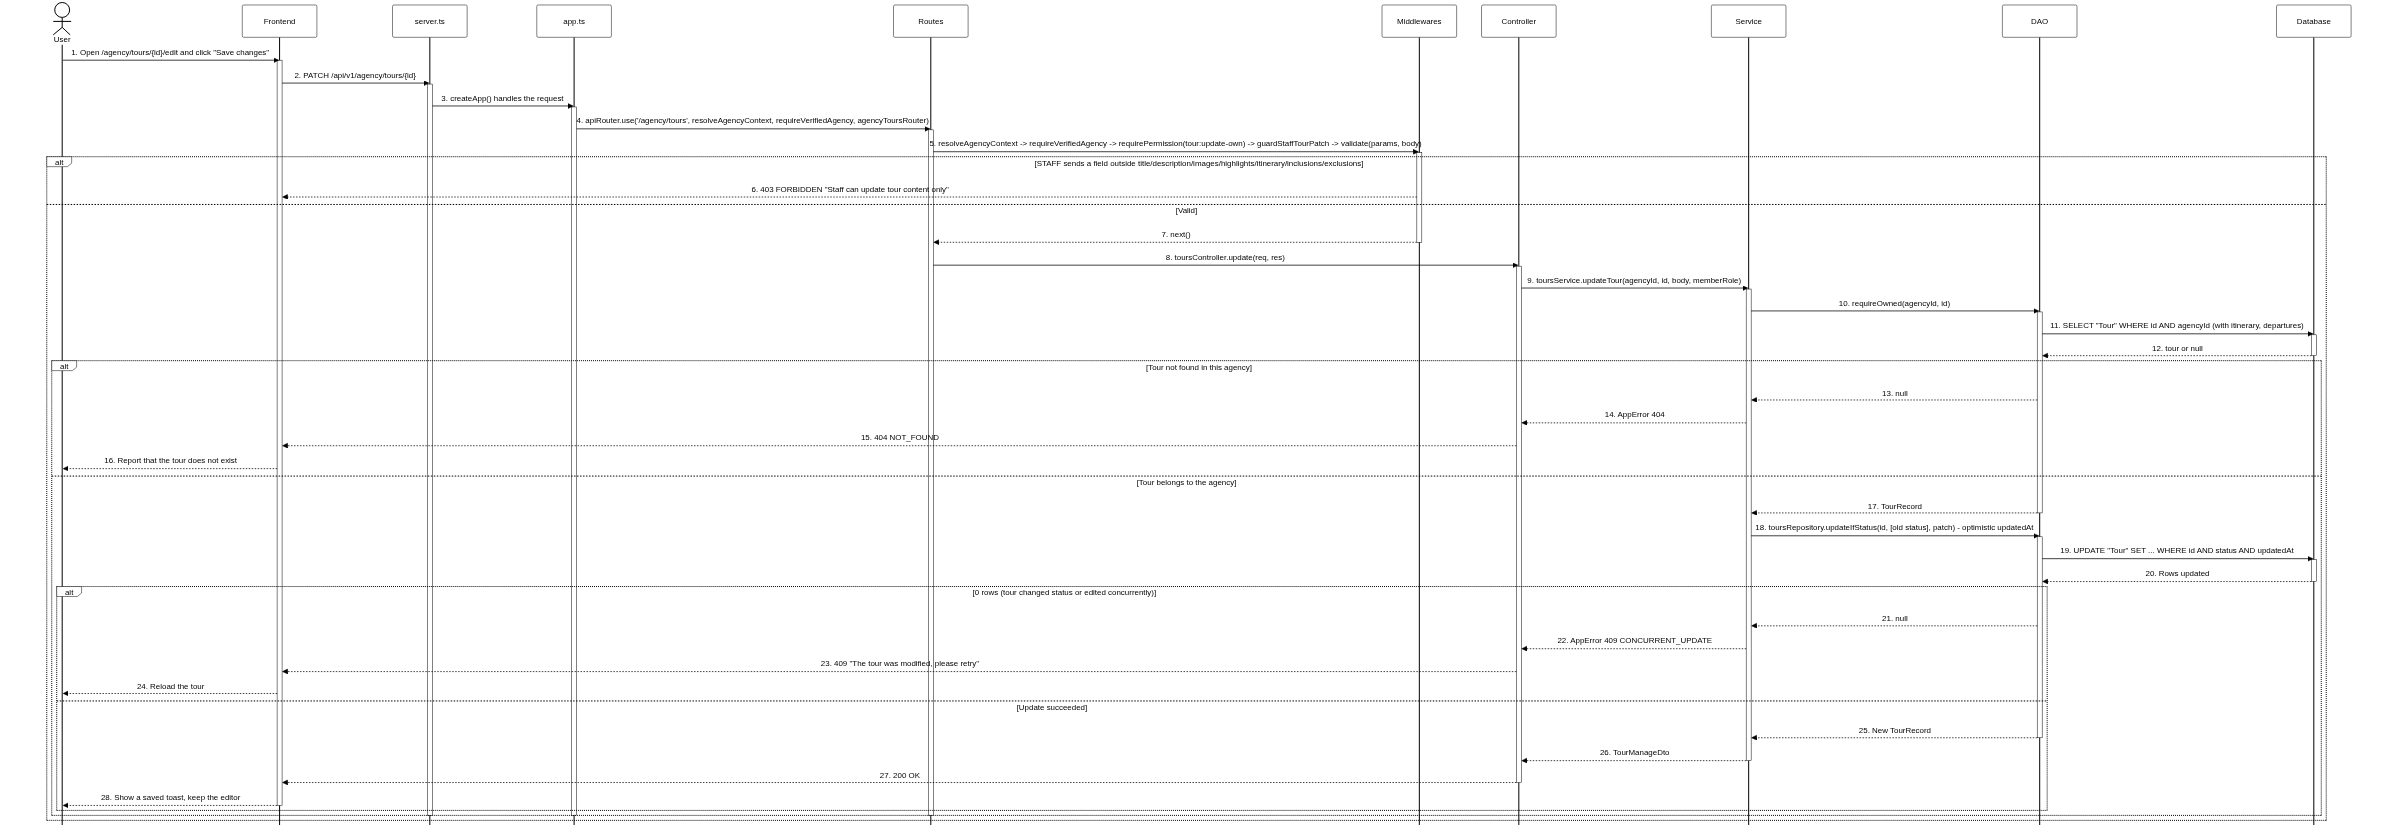 User
Frontend
server.ts
app.ts
Routes
Middlewares
Controller
Service
DAO
Database
1. Open /agency/tours/{id}/edit and click "Save changes"
2. PATCH /api/v1/agency/tours/{id}
3. createApp() handles the request
4. apiRouter.use('/agency/tours', resolveAgencyContext, requireVerifiedAgency, agencyToursRouter)
5. resolveAgencyContext -> requireVerifiedAgency -> requirePermission(tour:update-own) -> guardStaffTourPatch -> validate(params, body)
alt
[STAFF sends a field outside title/description/images/highlights/itinerary/inclusions/exclusions]
6. 403 FORBIDDEN "Staff can update tour content only"
[Valid]
7. next()
8. toursController.update(req, res)
9. toursService.updateTour(agencyId, id, body, memberRole)
10. requireOwned(agencyId, id)
11. SELECT "Tour" WHERE id AND agencyId (with itinerary, departures)
12. tour or null
alt
[Tour not found in this agency]
13. null
14. AppError 404
15. 404 NOT_FOUND
16. Report that the tour does not exist
[Tour belongs to the agency]
17. TourRecord
18. toursRepository.updateIfStatus(id, [old status], patch) - optimistic updatedAt
19. UPDATE "Tour" SET ... WHERE id AND status AND updatedAt
20. Rows updated
alt
[0 rows (tour changed status or edited concurrently)]
21. null
22. AppError 409 CONCURRENT_UPDATE
23. 409 "The tour was modified, please retry"
24. Reload the tour
[Update succeeded]
25. New TourRecord
26. TourManageDto
27. 200 OK
28. Show a saved toast, keep the editor